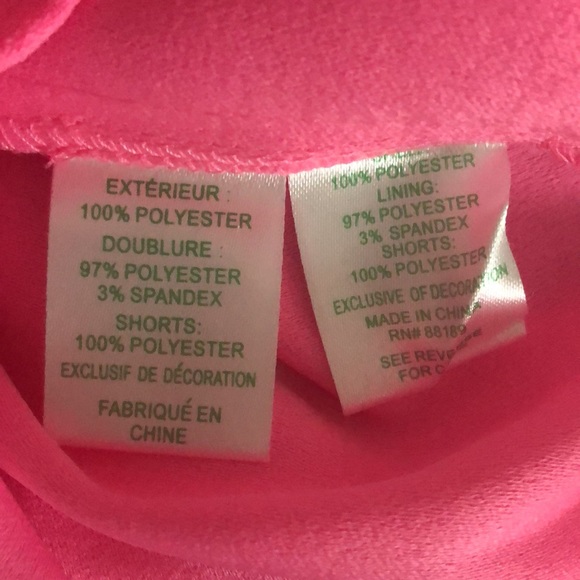 EXTÉRIEUR :
100% POLYESTER
DOUBLURE :
97% POLYESTER
3% SPANDEX
SHORTS:
100% POLYESTER
EXCLUSIF DE DÉCORATION
FABRIQUÉ EN
CHINE
100% POLYESTER
LINING:
97% POLYESTER
3% SPANDEX
SHORTS:
100% POLYESTER
EXCLUSIVE OF DECORATION
MADE IN CHINA
RN# 88189
SEE REVERSE
FOR